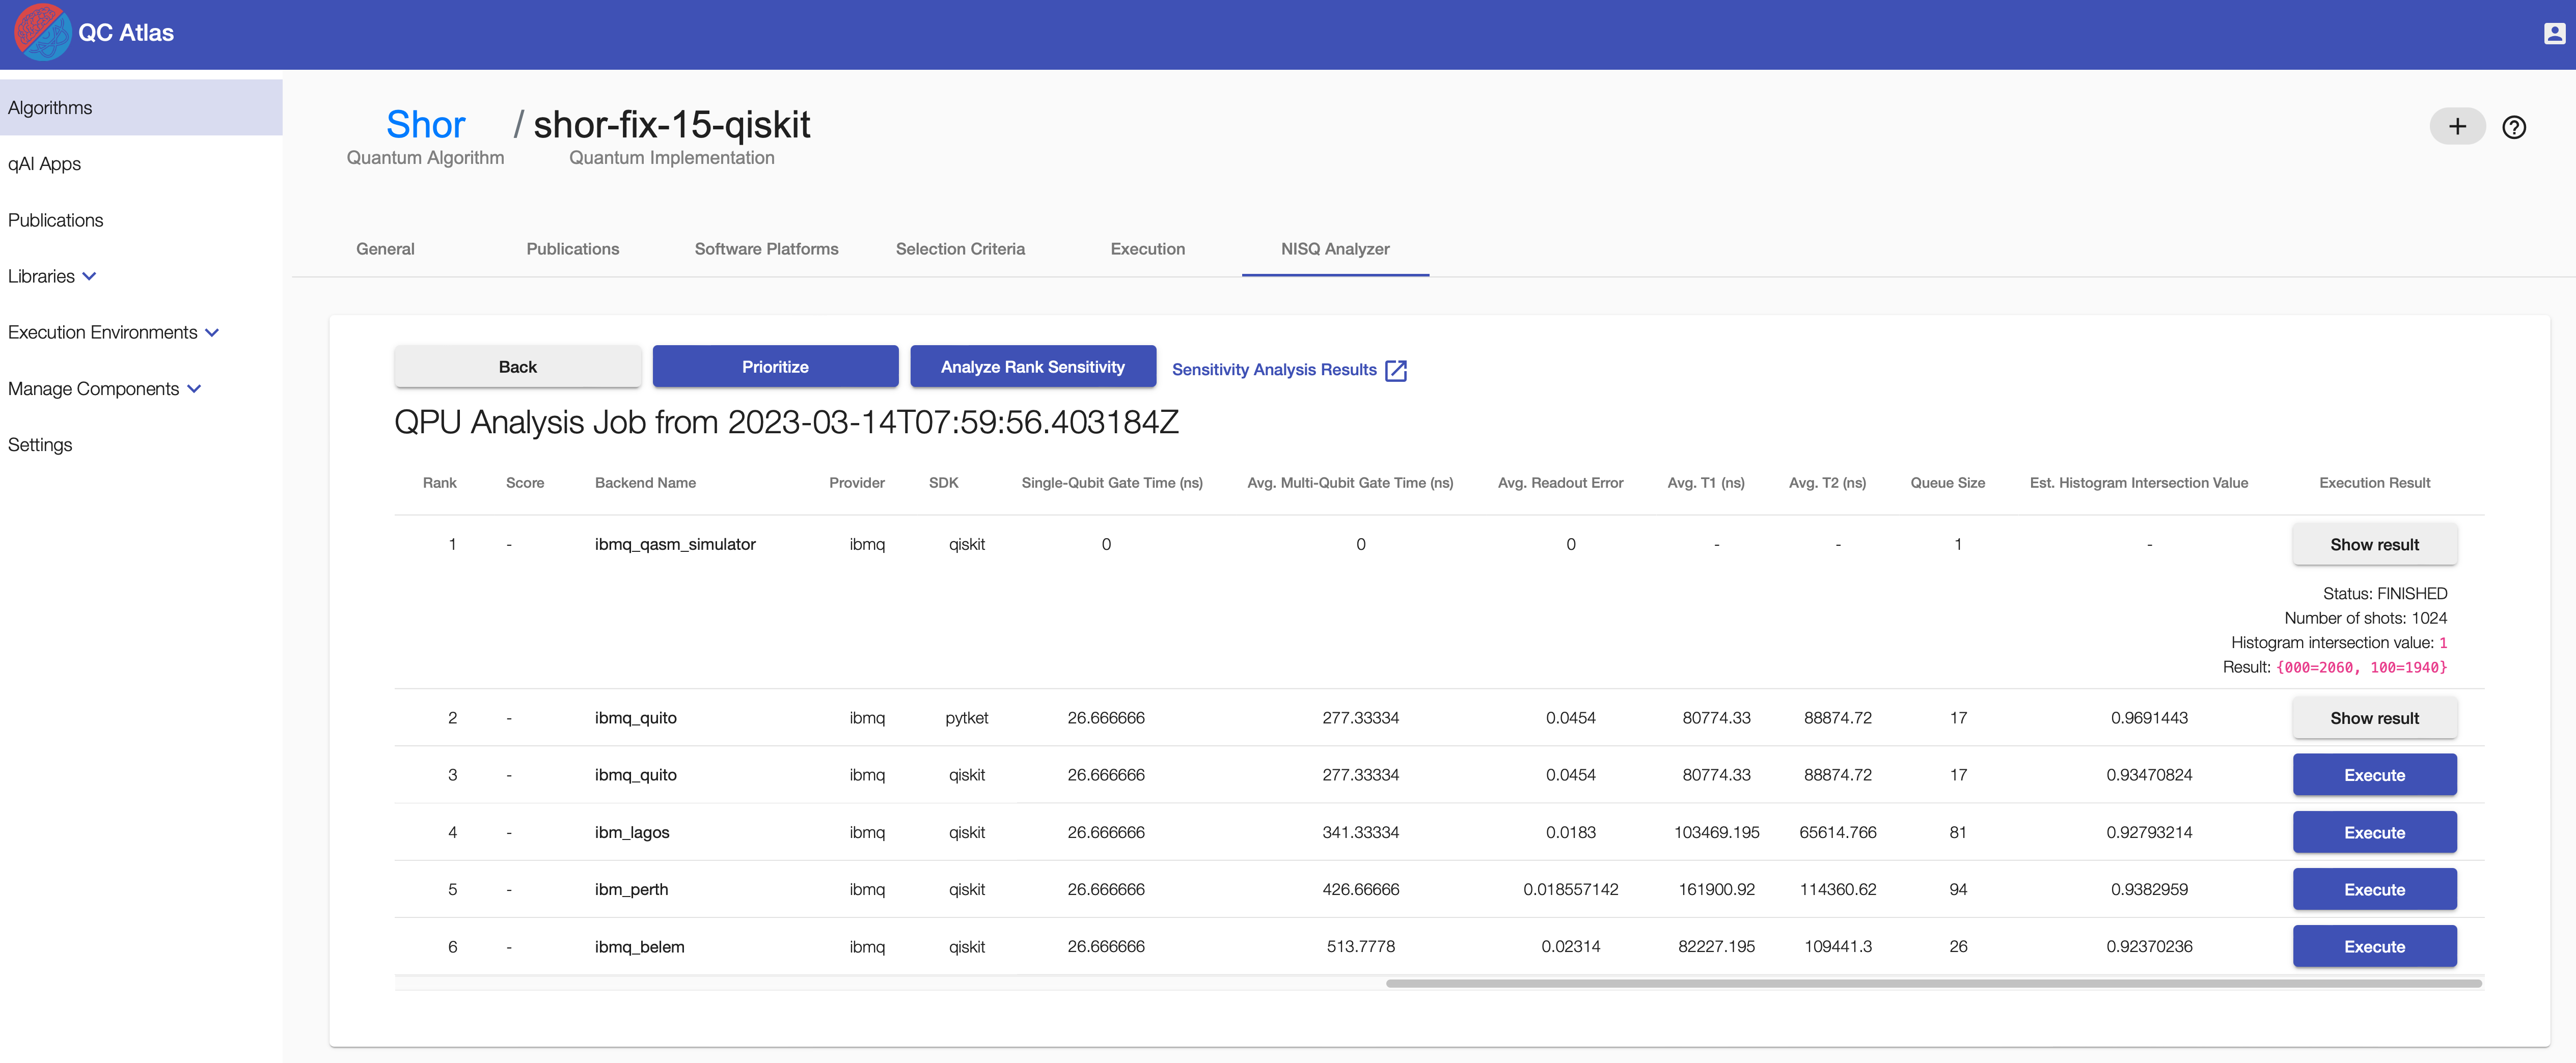 QC Atlas
Algorithms
qAI Apps
Publications
Libraries
Execution Environments
Manage Components
Settings
Shor / shor-fix-15-qiskit
Quantum Algorithm Quantum Implementation
General Publications Software Platforms Selection Criteria Execution NISQ Analyzer
Back Prioritize Analyze Rank Sensitivity Sensitivity Analysis Results
QPU Analysis Job from 2023-03-14T07:59:56.403184Z
Rank Score Backend Name Provider SDK Single-Qubit Gate Time (ns) Avg. Multi-Qubit Gate Time (ns) Avg. Readout Error Avg. T1 (ns) Avg. T2 (ns) Queue Size Est. Histogram Intersection Value Execution Result
1 - ibmq_qasm_simulator ibmq qiskit 0 0 0 - - 1 - Show result
Status: FINISHED
Number of shots: 1024
Histogram intersection value: 1
Result: {000=2060, 100=1940}
2 - ibmq_quito ibmq pytket 26.666666 277.33334 0.0454 80774.33 88874.72 17 0.9691443 Show result
3 - ibmq_quito ibmq qiskit 26.666666 277.33334 0.0454 80774.33 88874.72 17 0.93470824 Execute
4 - ibm_lagos ibmq qiskit 26.666666 341.33334 0.0183 103469.195 65614.766 81 0.92793214 Execute
5 - ibm_perth ibmq qiskit 26.666666 426.66666 0.018557142 161900.92 114360.62 94 0.9382959 Execute
6 - ibmq_belem ibmq qiskit 26.666666 513.7778 0.02314 82227.195 109441.3 26 0.92370236 Execute